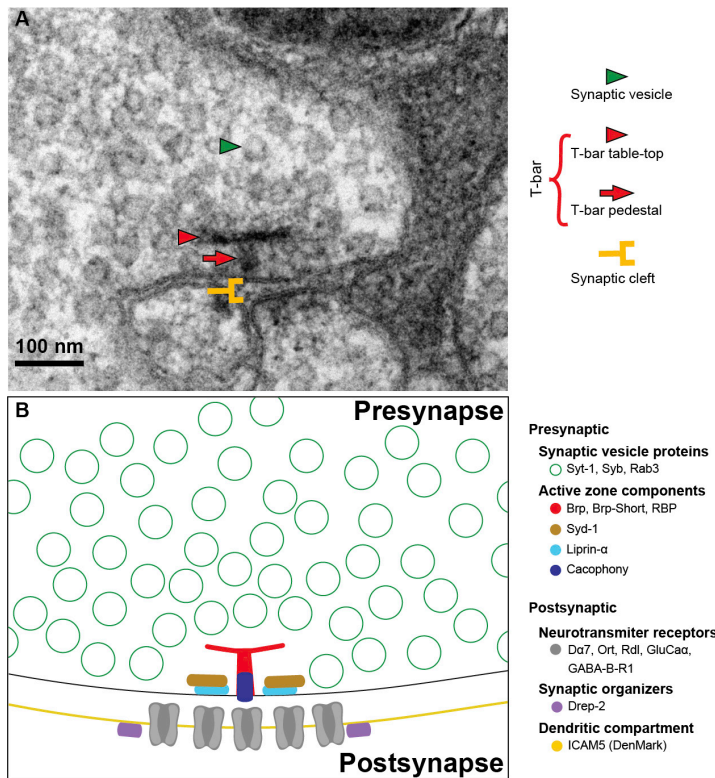 A
Synaptic vesicle
T-bar table-top
T-bar
T-bar pedestal
Synaptic cleft
100 nm
B
Presynapse
Postsynapse
Presynaptic
Synaptic vesicle proteins
Syt-1, Syb, Rab3
Active zone components
Brp, Brp-Short, RBP
Syd-1
Liprin-α
Cacophony
Postsynaptic
Neurotransmiter receptors
Dα7, Ort, Rdl, GluCaα,
GABA-B-R1
Synaptic organizers
Drep-2
Dendritic compartment
ICAM5 (DenMark)